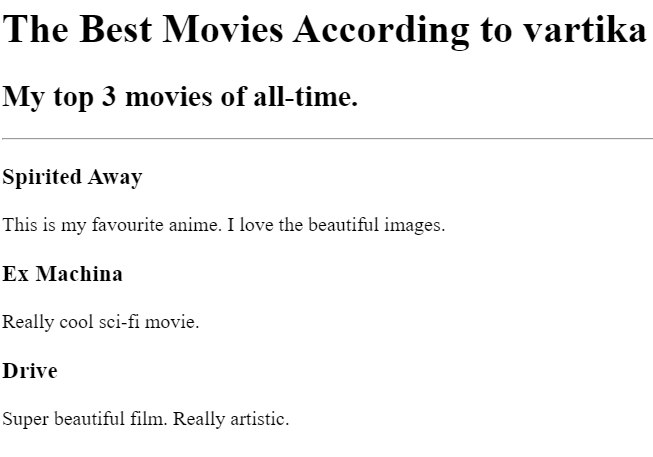 The Best Movies According to vartika
My top 3 movies of all-time.
Spirited Away
This is my favourite anime. I love the beautiful images.
Ex Machina
Really cool sci-fi movie.
Drive
Super beautiful film. Really artistic.